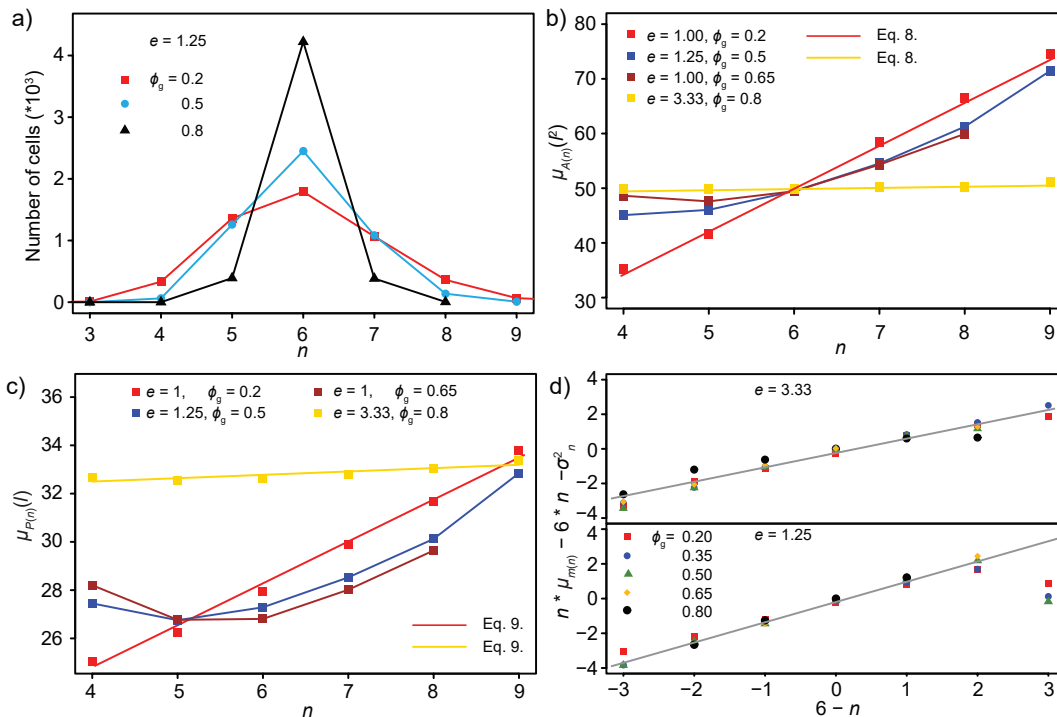 a)
e = 1.25
ϕg = 0.2
0.5
0.8
Number of cells (*10³)
4
3
2
1
0
3 4 5 6 7 8 9
n
b)
e = 1.00, ϕg = 0.2
e = 1.25, ϕg = 0.5
e = 1.00, ϕg = 0.65
e = 3.33, ϕg = 0.8
Eq. 8.
Eq. 8.
μA(n)(l²)
80
70
60
50
40
30
4 5 6 7 8 9
n
c)
e = 1, ϕg = 0.2
e = 1.25, ϕg = 0.5
e = 1, ϕg = 0.65
e = 3.33, ϕg = 0.8
μP(n)(l)
36
34
32
30
28
26
4 5 6 7 8 9
n
Eq. 9.
Eq. 9.
d)
e = 3.33
4
2
0
−2
−4
n * μm(n) − 6 * n −σ²n
e = 1.25
ϕg = 0.20
0.35
0.50
0.65
0.80
4
2
0
−2
−4
−3 −2 −1 0 1 2 3
6 − n